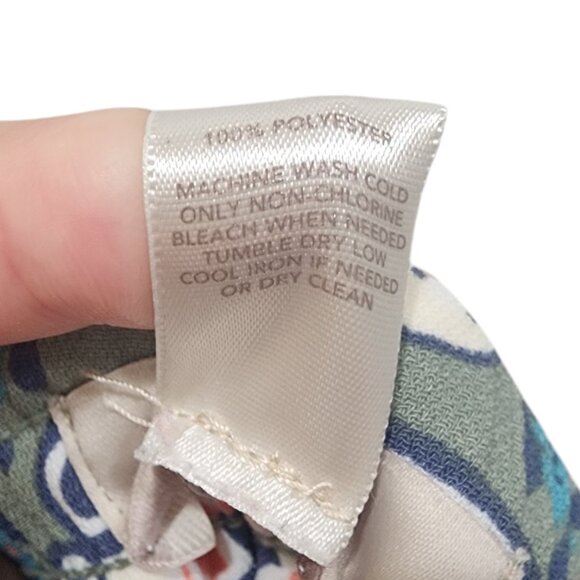 100% POLYESTER
MACHINE WASH COLD
ONLY NON-CHLORINE
BLEACH WHEN NEEDED
TUMBLE DRY LOW
COOL IRON IF NEEDED
OR DRY CLEAN